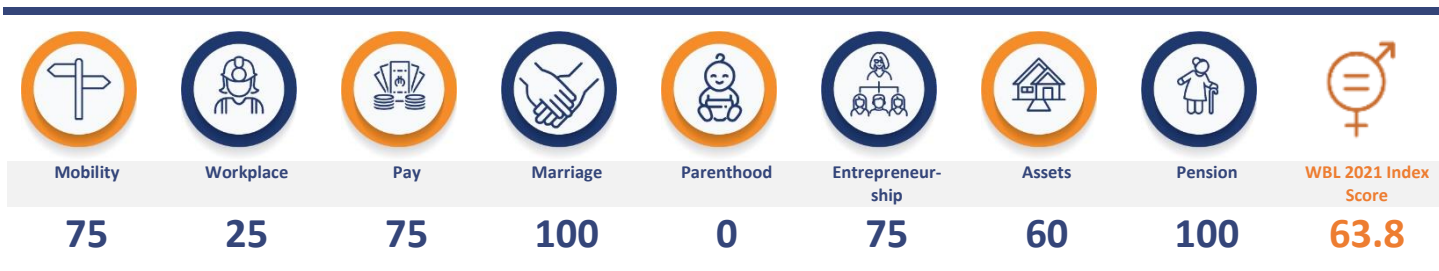 Mobility Workplace Pay Marriage Parenthood Entrepreneur- Assets Pension WBL 2021 Index
ship Score
75 25 75 100 0 75 60 100 63.8